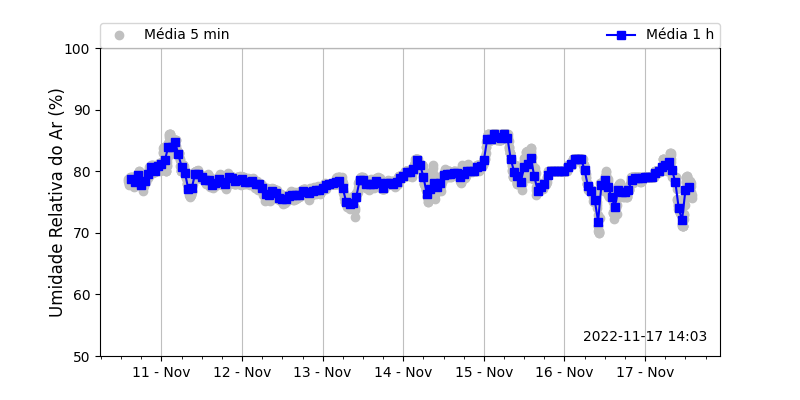 Média 5 min
Média 1 h
Umidade Relativa do Ar (%)
100
90
80
70
60
50
2022-11-17 14:03
11 - Nov
12 - Nov
13 - Nov
14 - Nov
15 - Nov
16 - Nov
17 - Nov